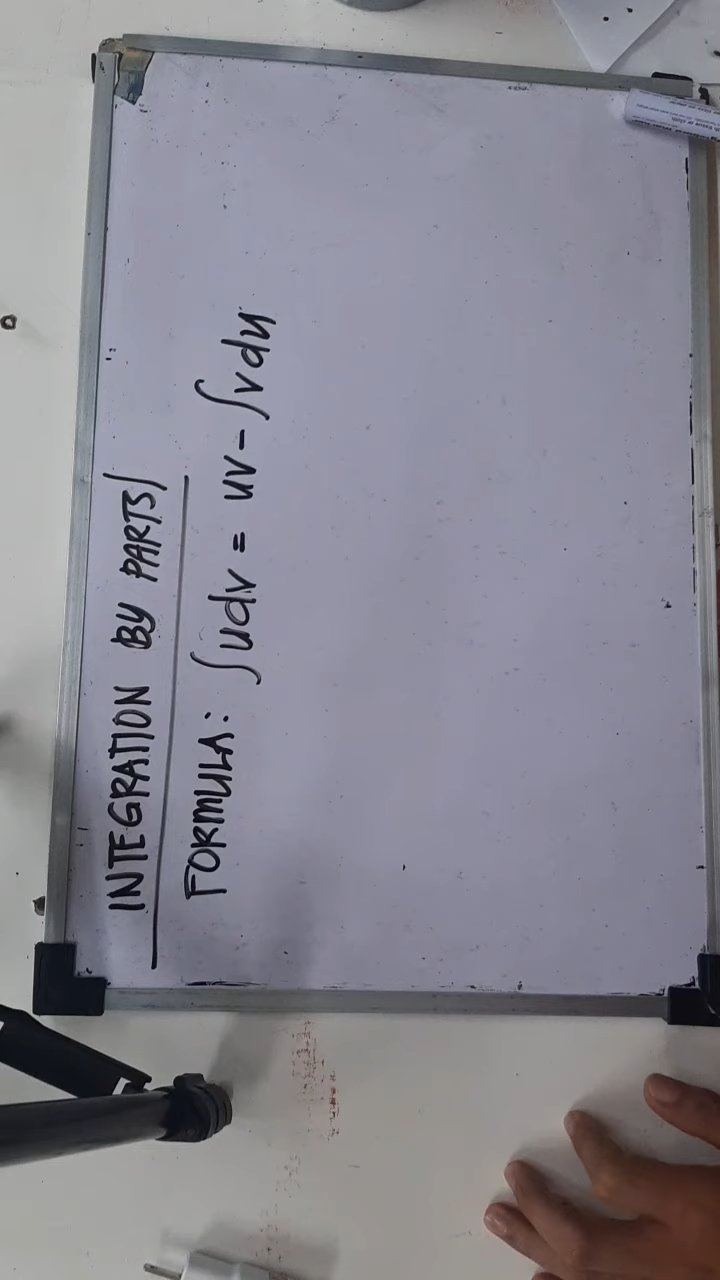 INTEGRATION BY PARTS
FORMULA: ∫udv = uv - ∫vdu